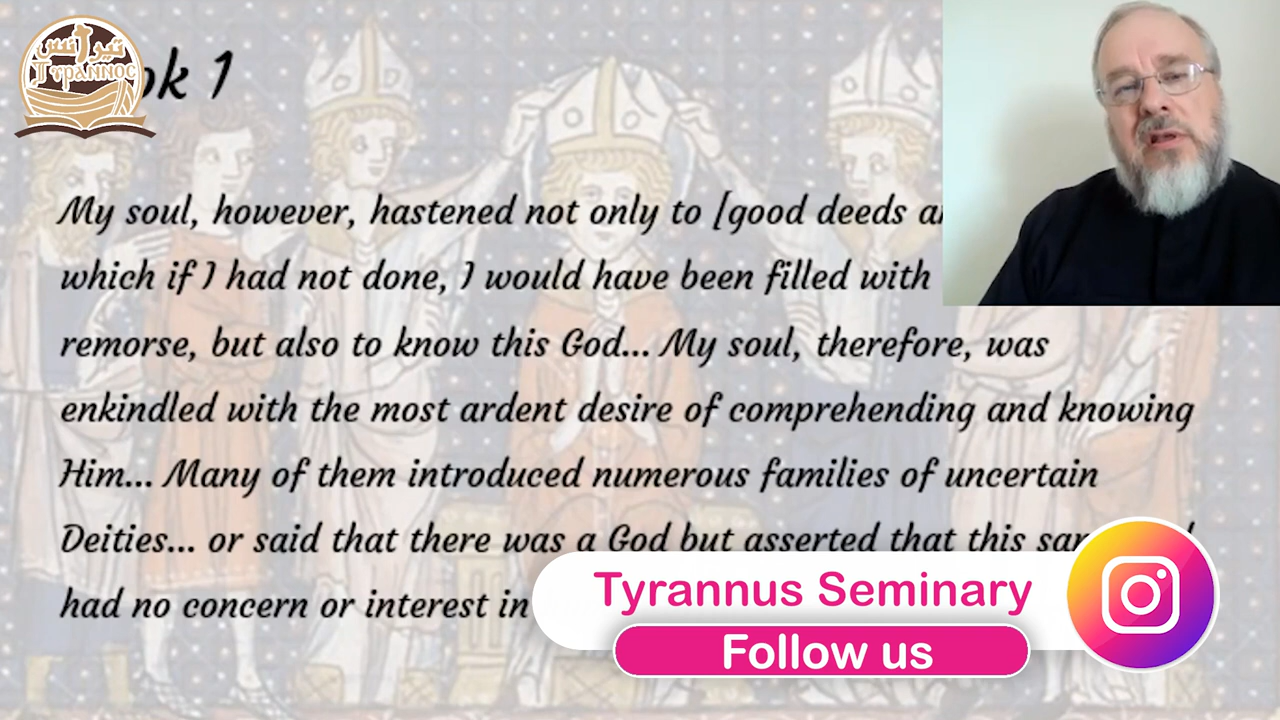 تيرانس
Τγραννος
ok 1
My soul, however, hastened not only to [good deeds
which if I had not done, I would have been filled with
remorse, but also to know this God... My soul, therefore, was
enkindled with the most ardent desire of comprehending and knowing
Him... Many of them introduced numerous families of uncertain
Deities... or said that there was a God but asserted that this
had no concern or interest in
Tyrannus Seminary
Follow us